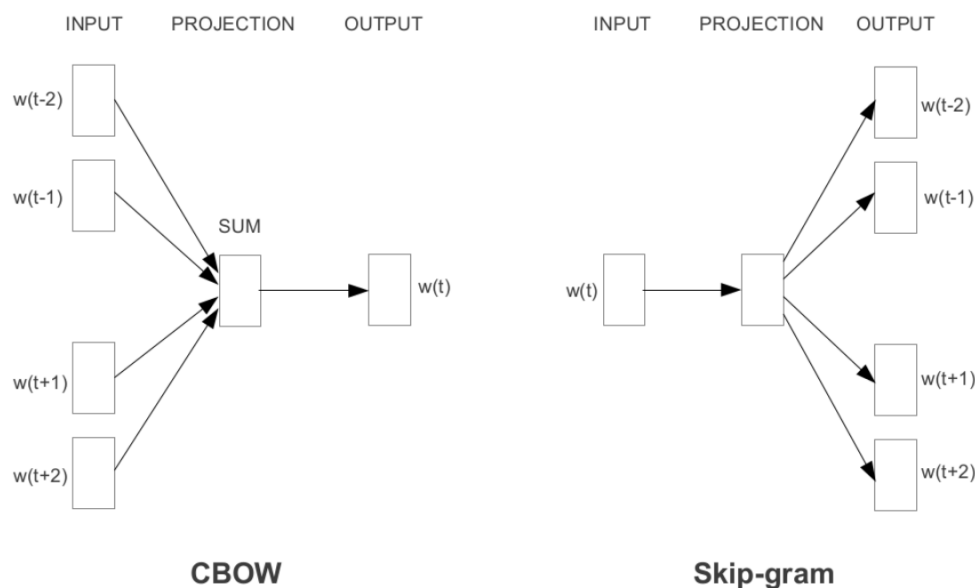 INPUT PROJECTION OUTPUT
w(t-2)
w(t-1)
SUM
w(t)
w(t+1)
w(t+2)
CBOW
INPUT PROJECTION OUTPUT
w(t-2)
w(t-1)
w(t)
w(t+1)
w(t+2)
Skip-gram